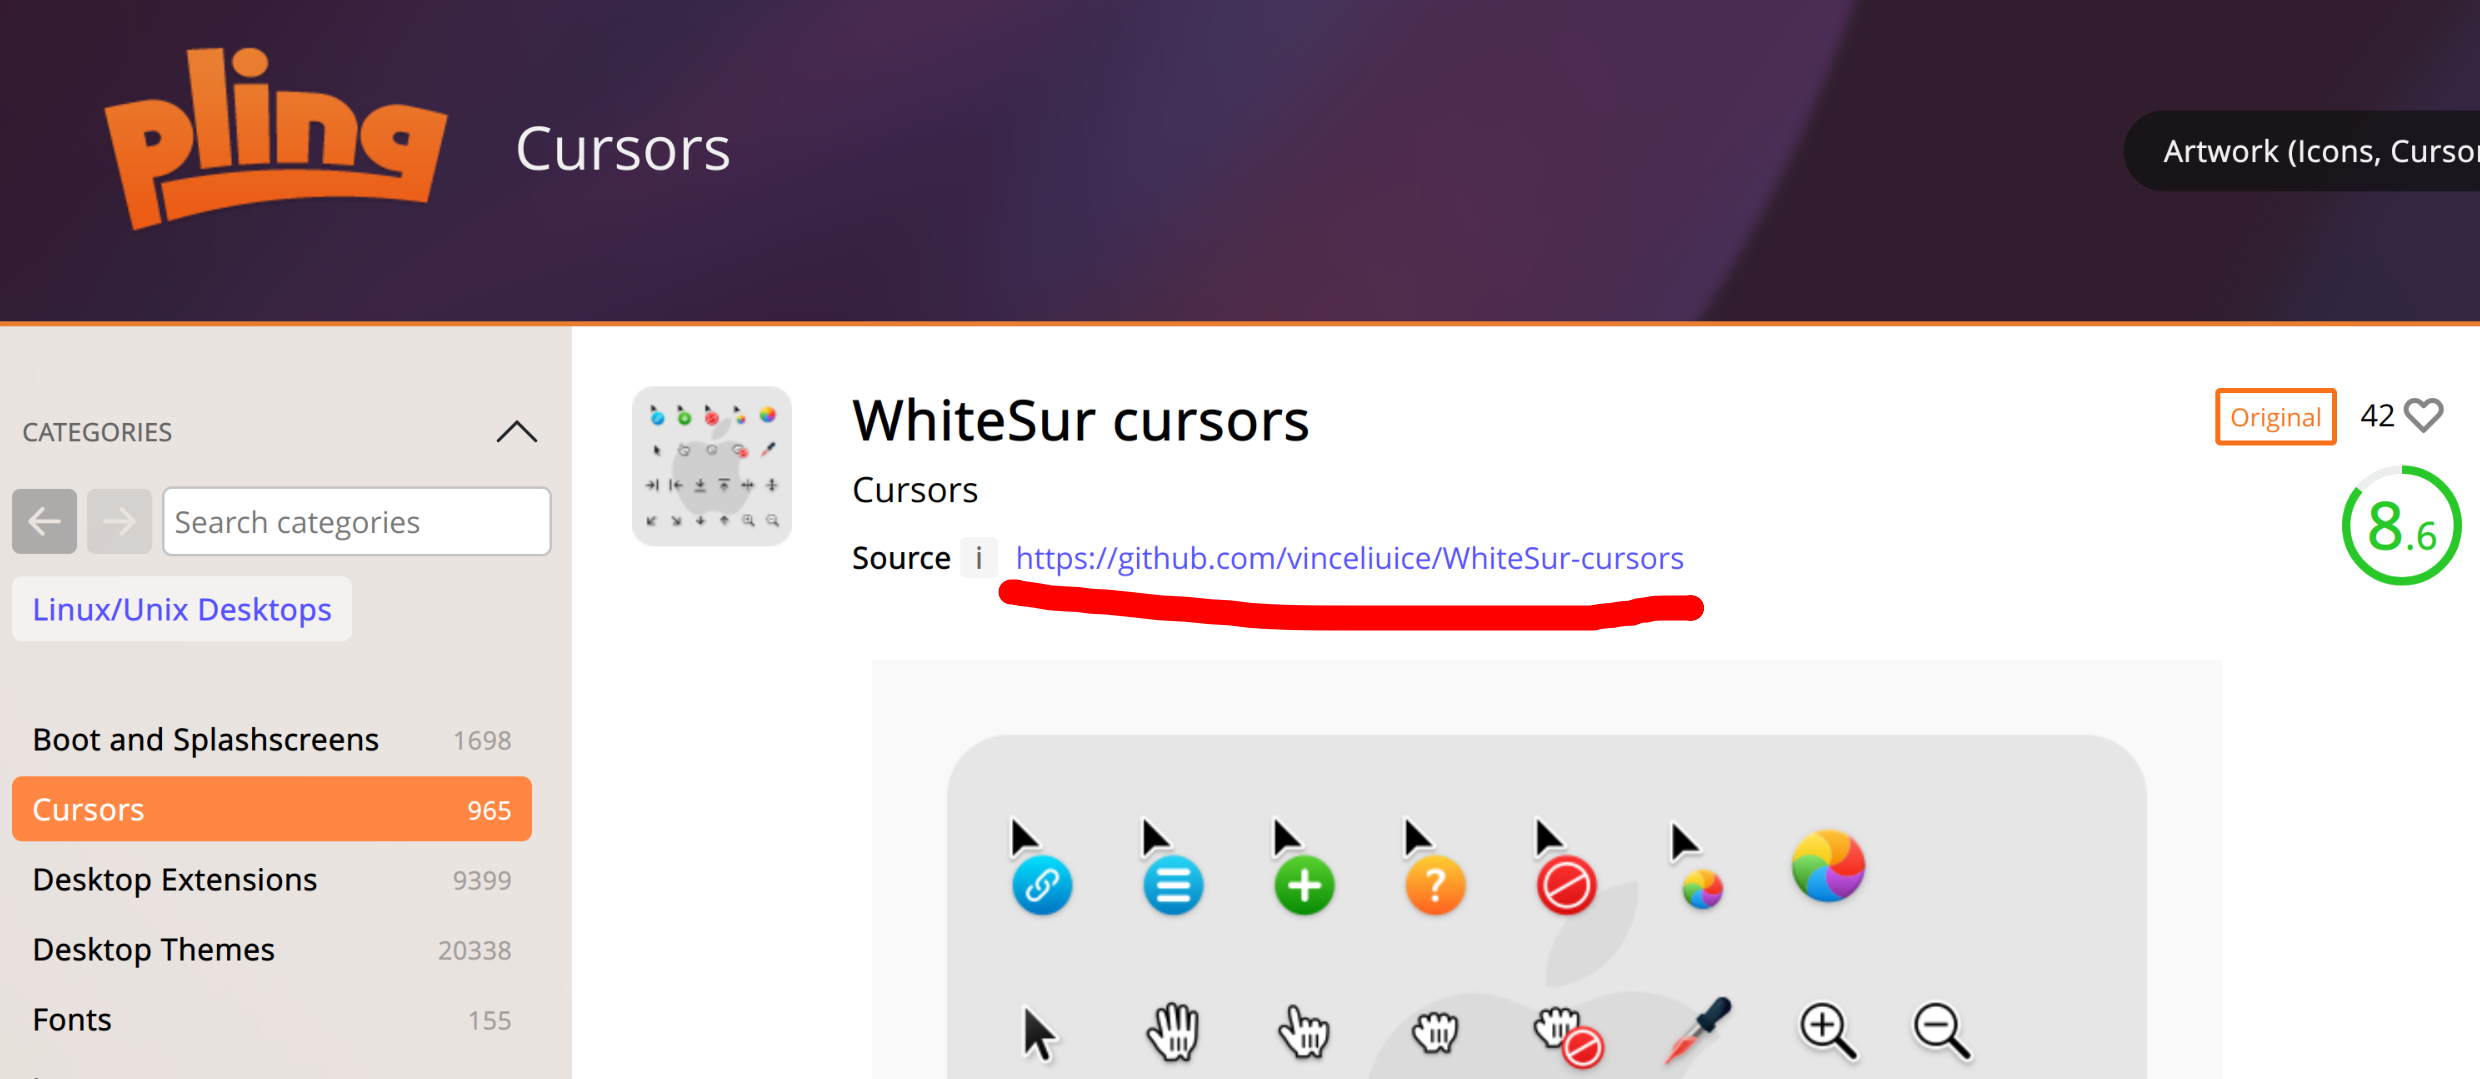 pling
Cursors
Artwork (Icons, Curso
CATEGORIES
Search categories
Linux/Unix Desktops
Boot and Splashscreens 1698
Cursors 965
Desktop Extensions 9399
Desktop Themes 20338
Fonts 155
WhiteSur cursors
Original 42
Cursors
8.6
Source i https://github.com/vinceliuice/WhiteSur-cursors